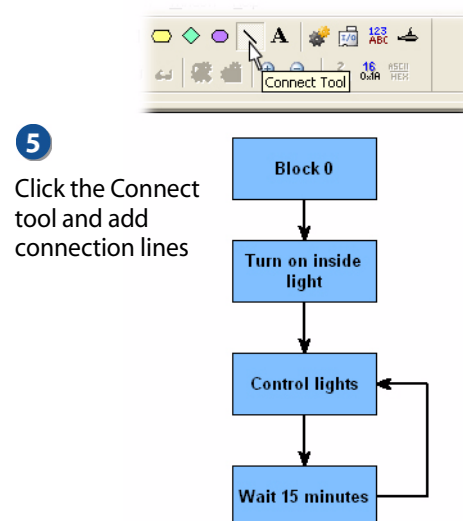 A
123
ABC
I/O
2
16
0x1A
ASCII
HEX
Connect Tool
5
Click the Connect
tool and add
connection lines
Block 0
Turn on inside
light
Control lights
Wait 15 minutes